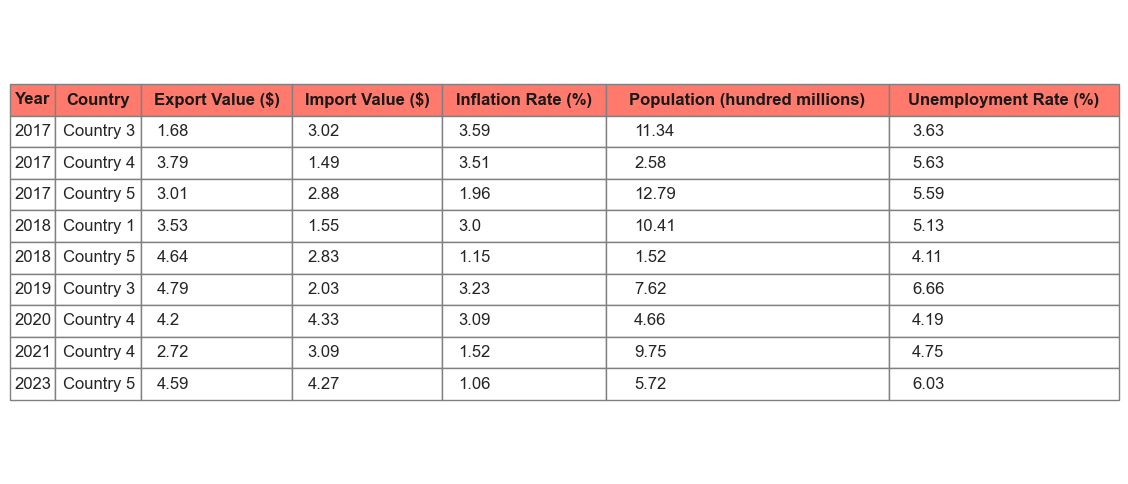 Year Country Export Value ($) Import Value ($) Inflation Rate (%) Population (hundred millions) Unemployment Rate (%)
2017 Country 3 1.68 3.02 3.59 11.34 3.63
2017 Country 4 3.79 1.49 3.51 2.58 5.63
2017 Country 5 3.01 2.88 1.96 12.79 5.59
2018 Country 1 3.53 1.55 3.0 10.41 5.13
2018 Country 5 4.64 2.83 1.15 1.52 4.11
2019 Country 3 4.79 2.03 3.23 7.62 6.66
2020 Country 4 4.2 4.33 3.09 4.66 4.19
2021 Country 4 2.72 3.09 1.52 9.75 4.75
2023 Country 5 4.59 4.27 1.06 5.72 6.03